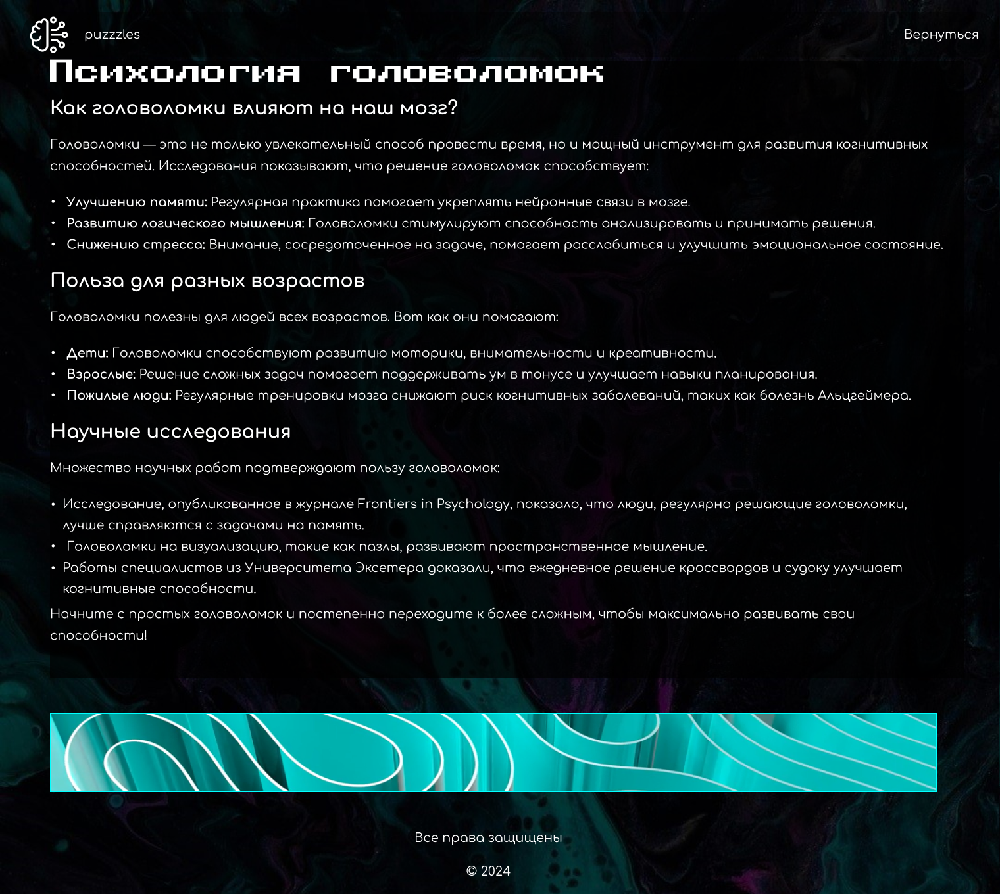 puzzzles
Вернуться
Психология головоломок
Как головоломки влияют на наш мозг?
Головоломки — это не только увлекательный способ провести время, но и мощный инструмент для развития когнитивных
способностей. Исследования показывают, что решение головоломок способствует:
• Улучшению памяти: Регулярная практика помогает укреплять нейронные связи в мозге.
• Развитию логического мышления: Головоломки стимулируют способность анализировать и принимать решения.
• Снижению стресса: Внимание, сосредоточенное на задаче, помогает расслабиться и улучшить эмоциональное состояние.
Польза для разных возрастов
Головоломки полезны для людей всех возрастов. Вот как они помогают:
• Дети: Головоломки способствуют развитию моторики, внимательности и креативности.
• Взрослые: Решение сложных задач помогает поддерживать ум в тонусе и улучшает навыки планирования.
• Пожилые люди: Регулярные тренировки мозга снижают риск когнитивных заболеваний, таких как болезнь Альцгеймера.
Научные исследования
Множество научных работ подтверждают пользу головоломок:
• Исследование, опубликованное в журнале Frontiers in Psychology, показало, что люди, регулярно решающие головоломки,
лучше справляются с задачами на память.
• Головоломки на визуализацию, такие как пазлы, развивают пространственное мышление.
• Работы специалистов из Университета Эксетера доказали, что ежедневное решение кроссвордов и судоку улучшает
когнитивные способности.
Начните с простых головоломок и постепенно переходите к более сложным, чтобы максимально развивать свои
способности!
Все права защищены
© 2024